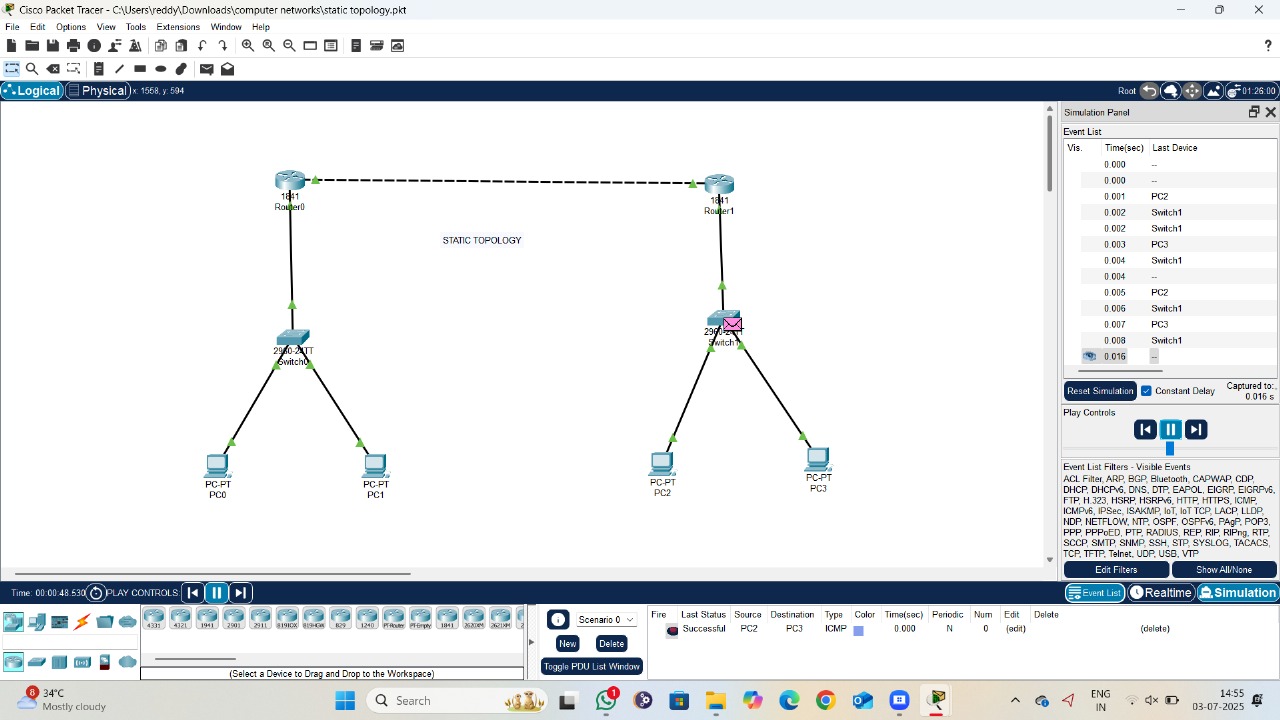 Cisco Packet Tracer - C:\Users\reddy\Downloads\computer networks\static topology.pkt
File Edit Options View Tools Extensions Window Help
?
Logical Physical x: 1558, y: 594
Root 01:26:00
Simulation Panel
Event List
Vis. Time(sec) Last Device
0.000 --
0.000 --
0.001 PC2
0.002 Switch1
0.002 Switch1
0.003 PC3
0.004 Switch1
0.004 --
0.005 PC2
0.006 Switch1
0.007 PC3
0.008 Switch1
0.016 --
Reset Simulation Constant Delay Captured to:
0.016 s
Play Controls
Event List Filters - Visible Events
ACL Filter, ARP, BGP, Bluetooth, CAPWAP, CDP,
DHCP, DHCPv6, DNS, DTP, EAPOL, EIGRP, EIGRPv6,
FTP, H.323, HSRP, HSRPv6, HTTP, HTTPS, ICMP,
ICMPv6, IPSec, ISAKMP, IoT, IoT TCP, LACP, LLDP,
NDP, NETFLOW, NTP, OSPF, OSPFv6, PAgP, POP3,
PPP, PPPoED, PTP, RADIUS, REP, RIP, RIPng, RTP,
SCCP, SMTP, SNMP, SSH, STP, SYSLOG, TACACS,
TCP, TFTP, Telnet, UDP, USB, VTP
Edit Filters Show All/None
1841
Router0
1841
Router1
STATIC TOPOLOGY
2960-24TT
Switch0
2960-24TT
Switch1
PC-PT
PC0
PC-PT
PC1
PC-PT
PC2
PC-PT
PC3
Time: 00:00:48.530 PLAY CONTROLS:
Event List Realtime Simulation
4331 4321 1941 2901 2911 819IOX 819HGW 829 1240 PT-Router PT-Empty 1841 2620XM 2621XM
(Select a Device to Drag and Drop to the Workspace)
Scenario 0
New Delete
Toggle PDU List Window
Fire Last Status Source Destination Type Color Time(sec) Periodic Num Edit Delete
Successful PC2 PC3 ICMP 0.000 N 0 (edit) (delete)
8
34°C
Mostly cloudy
Search
1
ENG
IN
14:55
03-07-2025